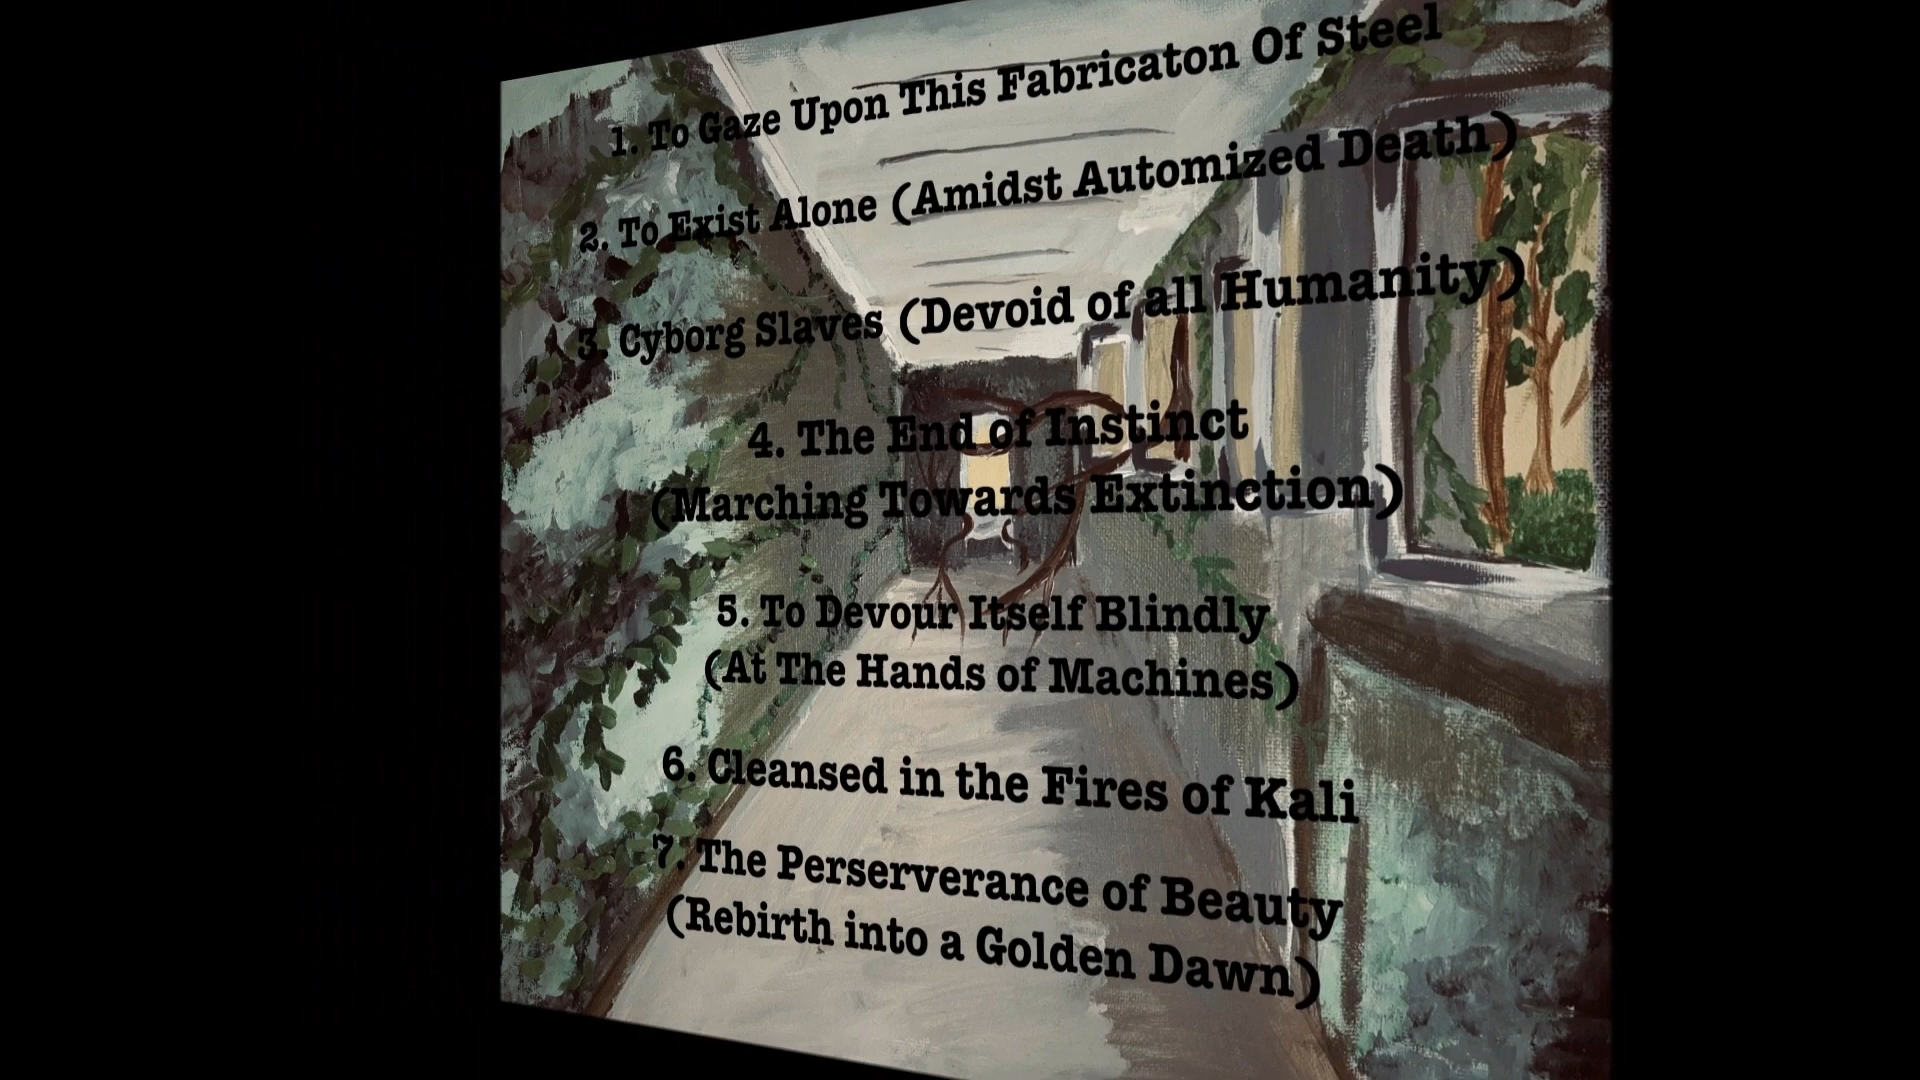 1. To Gaze Upon This Fabricaton Of Steel
2. To Exist Alone (Amidst Automized Death)
3. Cyborg Slaves (Devoid of all Humanity)
4. The End of Instinct
(Marching Towards Extinction)
5. To Devour Itself Blindly
(At The Hands of Machines)
6. Cleansed in the Fires of Kali
7. The Perserverance of Beauty
(Rebirth into a Golden Dawn)